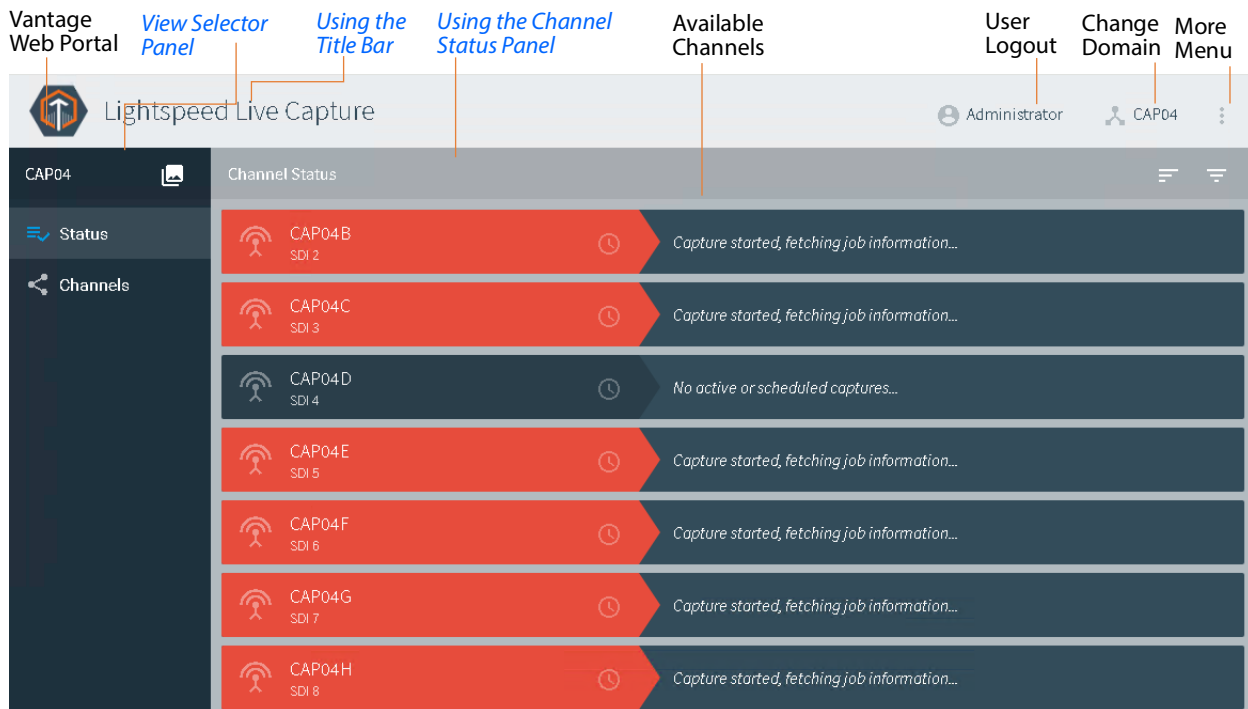 Vantage
Web Portal
View Selector
Panel
Using the
Title Bar
Using the Channel
Status Panel
Available
Channels
User
Logout
Change
Domain
More
Menu
Lightspeed Live Capture
Administrator
CAP04
CAP04
Channel Status
Status
Channels
CAP04B
SDI 2
Capture started, fetching job information...
CAP04C
SDI 3
Capture started, fetching job information...
CAP04D
SDI 4
No active or scheduled captures...
CAP04E
SDI 5
Capture started, fetching job information...
CAP04F
SDI 6
Capture started, fetching job information...
CAP04G
SDI 7
Capture started, fetching job information...
CAP04H
SDI 8
Capture started, fetching job information...